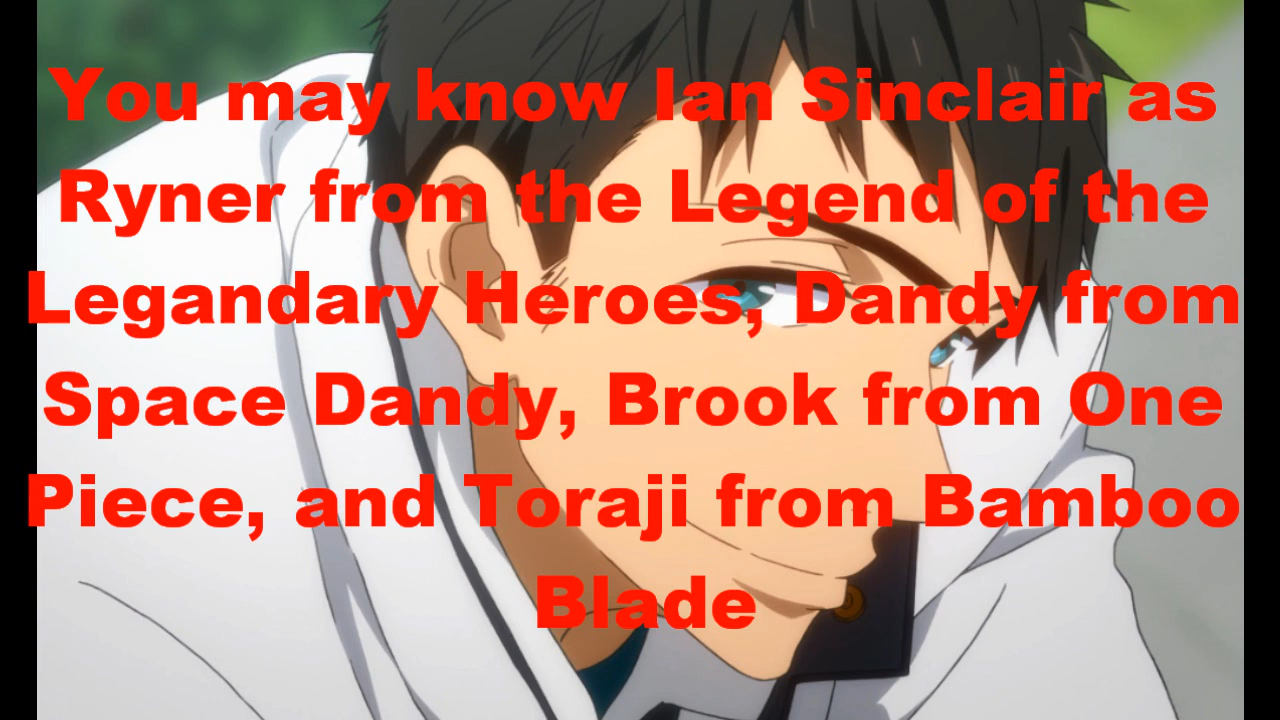 You may know Ian Sinclair as
Ryner from the Legend of the
Legandary Heroes, Dandy from
Space Dandy, Brook from One
Piece, and Toraji from Bamboo
Blade